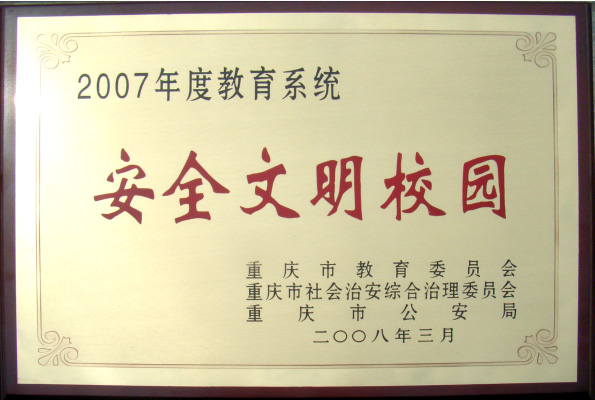 2007年度教育系统
安全文明校园
重庆市教育委员会
重庆市社会治安综合治理委员会
重庆市公安局
二〇〇八年三月